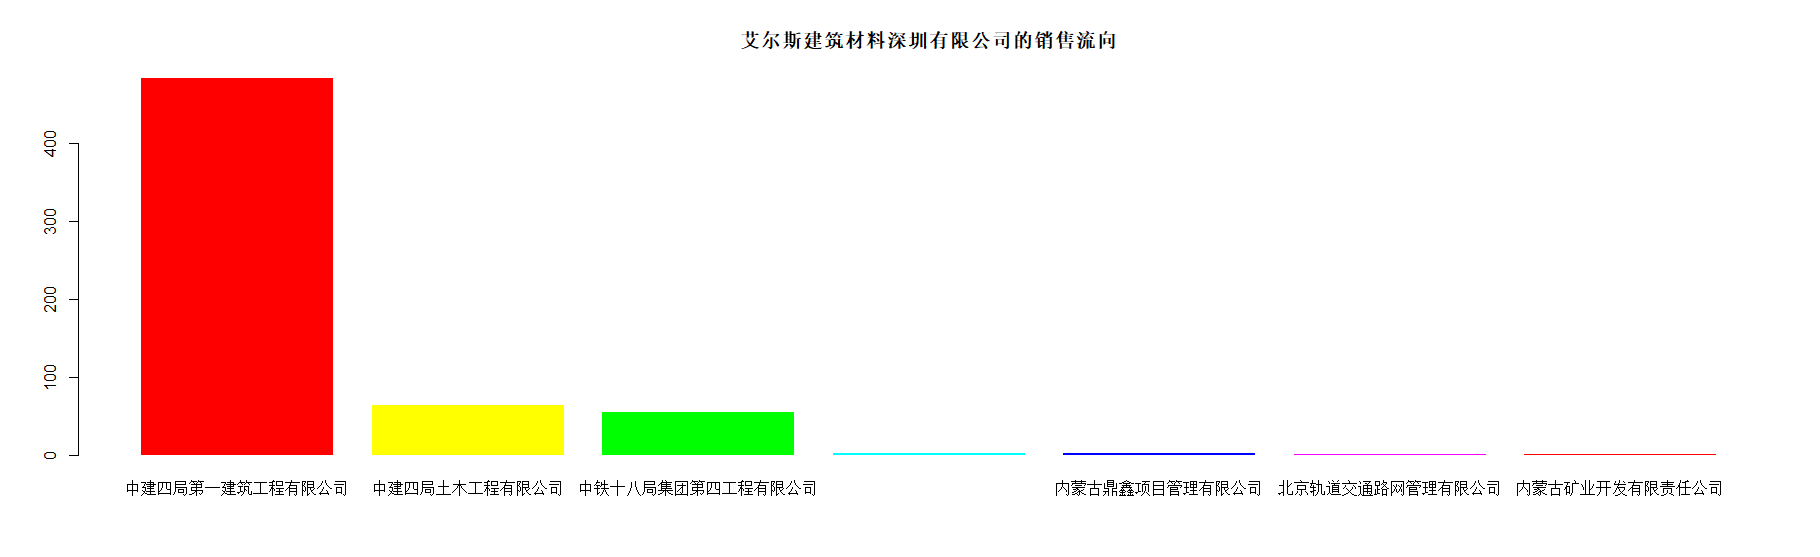 艾尔斯建筑材料深圳有限公司的销售流向
400
300
200
100
0
中建四局第一建筑工程有限公司 中建四局土木工程有限公司 中铁十八局集团第四工程有限公司 内蒙古鼎鑫项目管理有限公司 北京轨道交通路网管理有限公司 内蒙古矿业开发有限责任公司